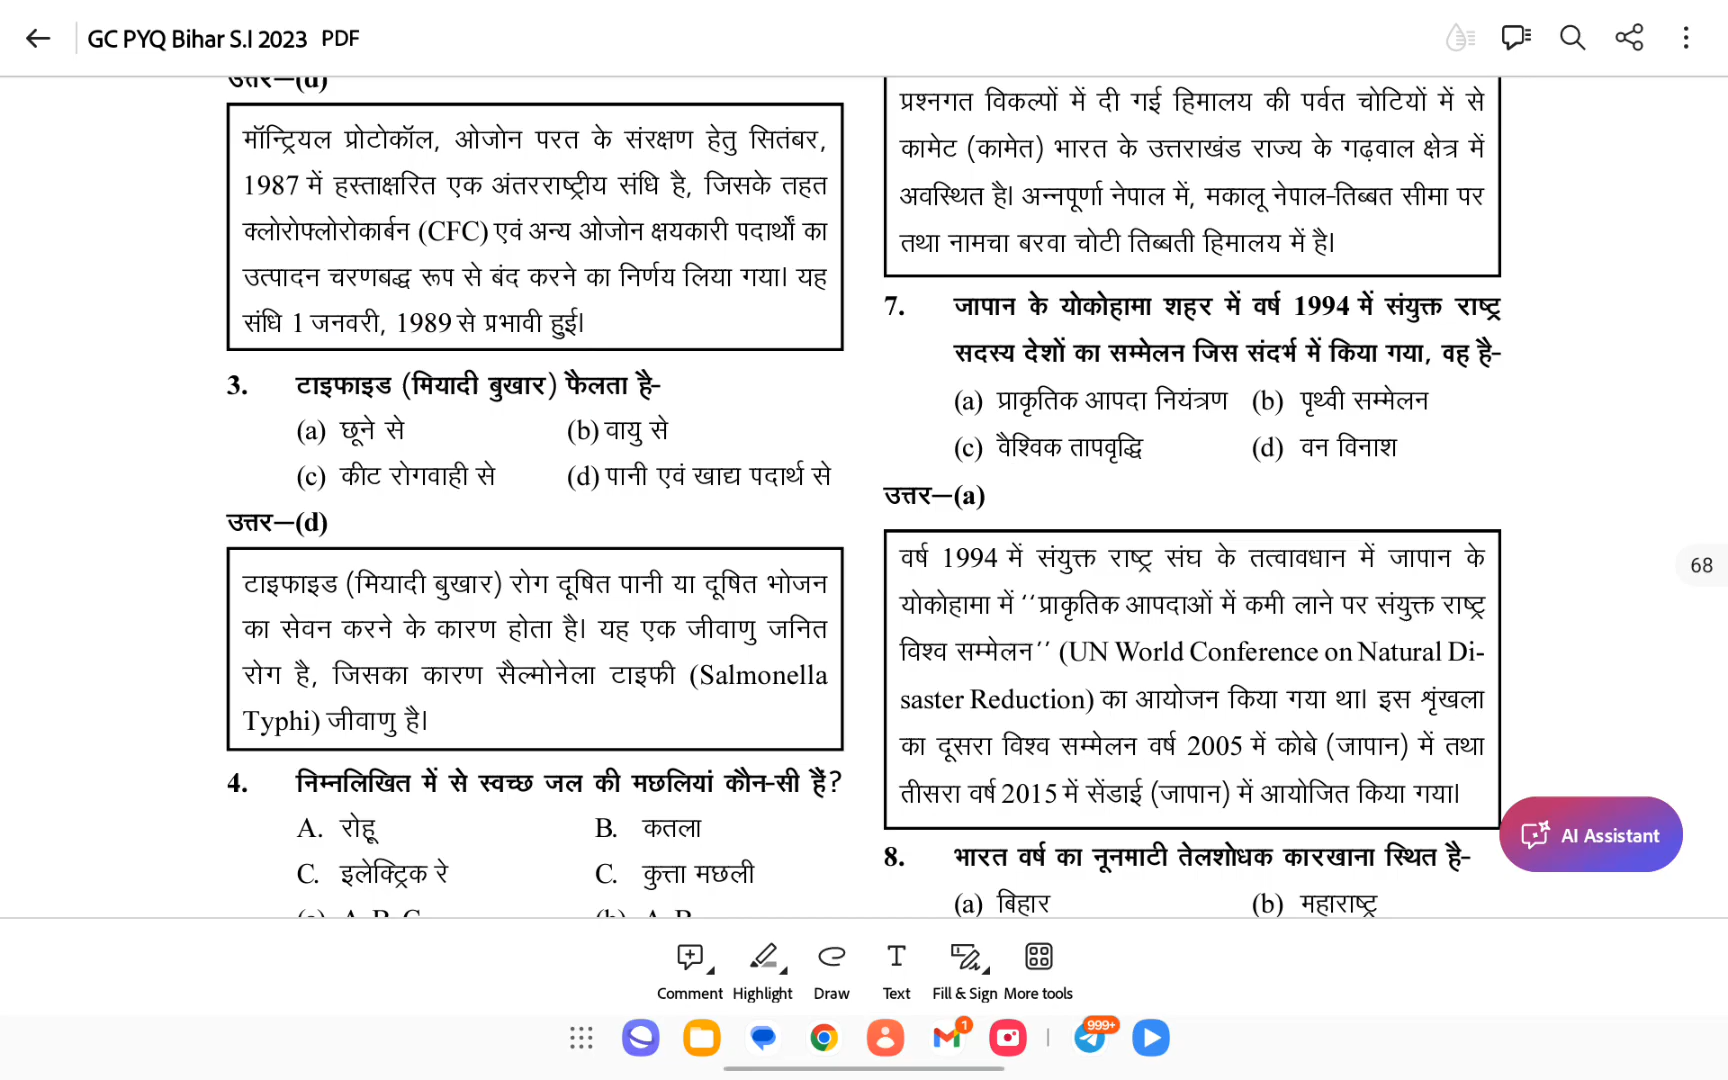 GC PYQ Bihar S.I 2023 PDF
उत्तर—(d)
मॉन्ट्रियल प्रोटोकॉल, ओजोन परत के संरक्षण हेतु सितंबर,
1987 में हस्ताक्षरित एक अंतरराष्ट्रीय संधि है, जिसके तहत
क्लोरोफ्लोरोकार्बन (CFC) एवं अन्य ओजोन क्षयकारी पदार्थों का
उत्पादन चरणबद्ध रूप से बंद करने का निर्णय लिया गया। यह
संधि 1 जनवरी, 1989 से प्रभावी हुई।
3. टाइफाइड (मियादी बुखार) फैलता है-
(a) छूने से (b) वायु से
(c) कीट रोगवाही से (d) पानी एवं खाद्य पदार्थ से
उत्तर—(d)
टाइफाइड (मियादी बुखार) रोग दूषित पानी या दूषित भोजन
का सेवन करने के कारण होता है। यह एक जीवाणु जनित
रोग है, जिसका कारण सैल्मोनेला टाइफी (Salmonella
Typhi) जीवाणु है।
4. निम्नलिखित में से स्वच्छ जल की मछलियां कौन-सी हैं?
A. रोहू B. कतला
C. इलेक्ट्रिक रे C. कुत्ता मछली
(a) A, B, C (b) A, B
प्रश्नगत विकल्पों में दी गई हिमालय की पर्वत चोटियों में से
कामेट (कामेत) भारत के उत्तराखंड राज्य के गढ़वाल क्षेत्र में
अवस्थित है। अन्नपूर्णा नेपाल में, मकालू नेपाल-तिब्बत सीमा पर
तथा नामचा बरवा चोटी तिब्बती हिमालय में है।
7. जापान के योकोहामा शहर में वर्ष 1994 में संयुक्त राष्ट्र
सदस्य देशों का सम्मेलन जिस संदर्भ में किया गया, वह है-
(a) प्राकृतिक आपदा नियंत्रण (b) पृथ्वी सम्मेलन
(c) वैश्विक तापवृद्धि (d) वन विनाश
उत्तर—(a)
वर्ष 1994 में संयुक्त राष्ट्र संघ के तत्वावधान में जापान के
योकोहामा में ‘‘प्राकृतिक आपदाओं में कमी लाने पर संयुक्त राष्ट्र
विश्व सम्मेलन’’ (UN World Conference on Natural Di-
saster Reduction) का आयोजन किया गया था। इस शृंखला
का दूसरा विश्व सम्मेलन वर्ष 2005 में कोबे (जापान) में तथा
तीसरा वर्ष 2015 में सेंडाई (जापान) में आयोजित किया गया।
8. भारत वर्ष का नूनमाटी तेलशोधक कारखाना स्थित है-
(a) बिहार (b) महाराष्ट्र
68
AI Assistant
Comment Highlight Draw Text Fill & Sign More tools
1
999+